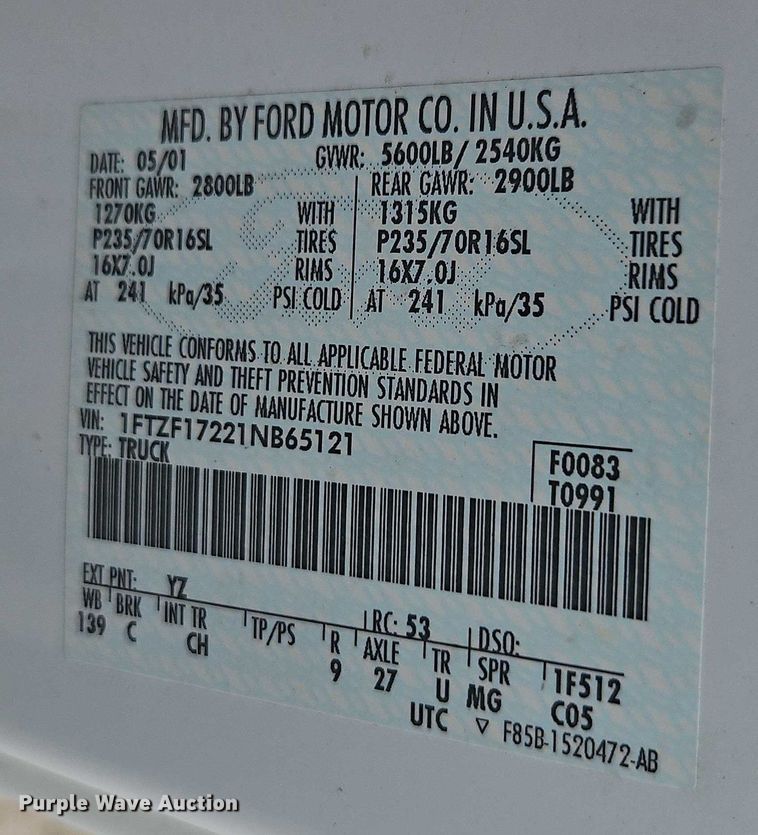 MFD. BY FORD MOTOR CO. IN U.S.A.
DATE: 05/01 GVWR: 5600LB/ 2540KG
FRONT GAWR: 2800LB REAR GAWR: 2900LB
1270KG WITH 1315KG WITH
P235/70R16SL TIRES P235/70R16SL TIRES
16X7.0J RIMS 16X7.0J RIMS
AT 241 kPa/35 PSI COLD AT 241 kPa/35 PSI COLD
THIS VEHICLE CONFORMS TO ALL APPLICABLE FEDERAL MOTOR
VEHICLE SAFETY AND THEFT PREVENTION STANDARDS IN
EFFECT ON THE DATE OF MANUFACTURE SHOWN ABOVE.
VIN: 1FTZF17221NB65121
TYPE: TRUCK
F0083
T0991
EXT PNT: YZ RC: 53 DSO:
WB BRK INT TR TP/PS R AXLE TR SPR 1F512
139 C CH 9 27 U MG C05
UTC ▽ F85B-1520472-AB
Purple Wave Auction